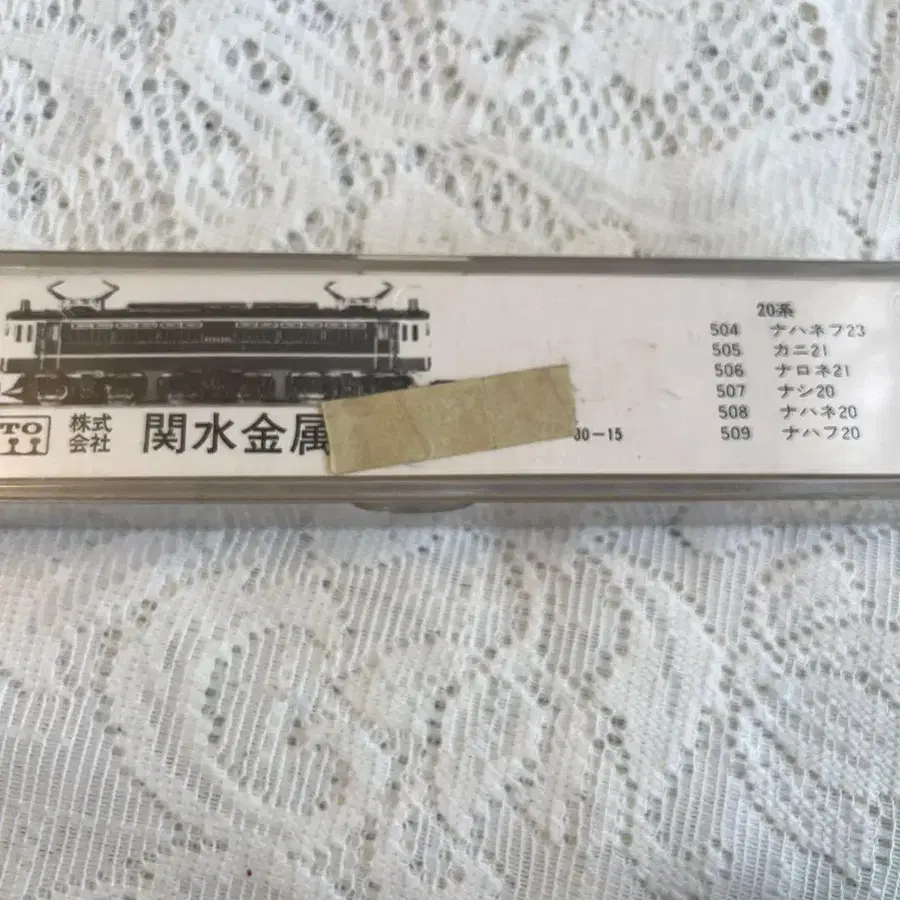 20系
504 ナハネフ23
505 カニ21
506 ナロネ21
507 ナシ20
508 ナハネ20
509 ナハフ20
TO
株式
会社
関水金属
30-15